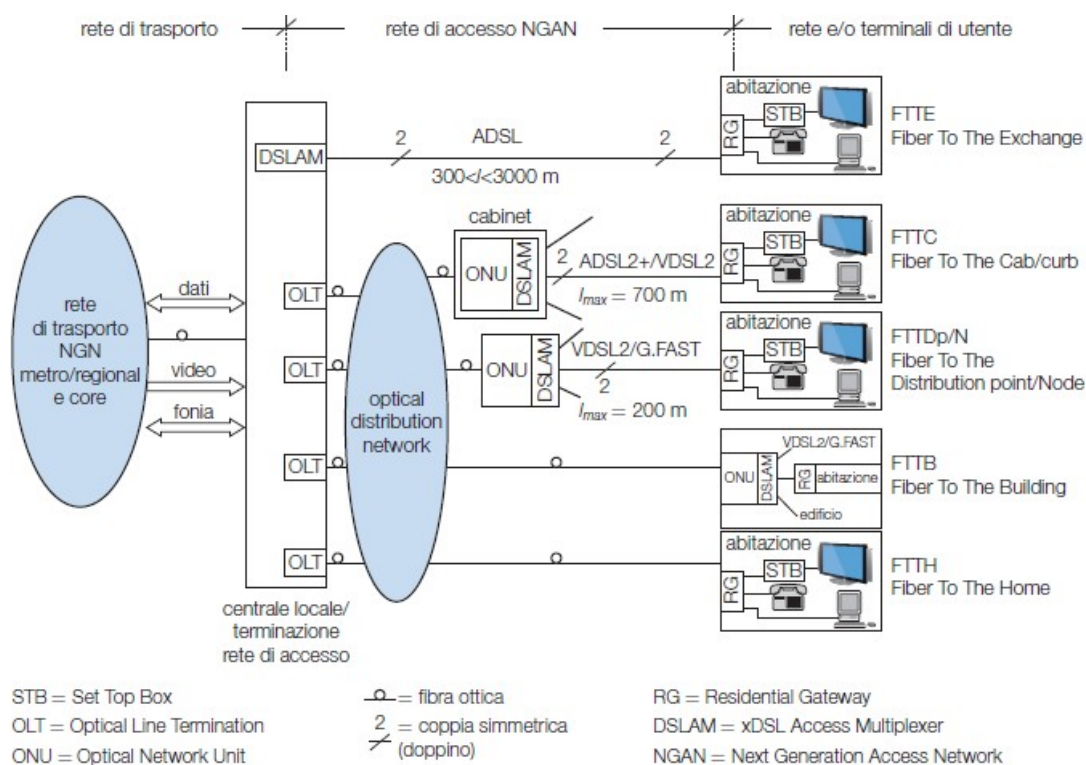 rete di trasporto
rete di accesso NGAN
rete e/o terminali di utente
abitazione
STB
RG
FTTE
Fiber To The Exchange
DSLAM
2
ADSL
2
300</<3000 m
cabinet
ONU
DSLAM
2
ADSL2+/VDSL2
lmax = 700 m
abitazione
STB
RG
FTTC
Fiber To The Cab/curb
rete
di trasporto
NGN
metro/regional
e core
dati
video
fonia
OLT
OLT
OLT
OLT
optical
distribution
network
ONU
DSLAM
VDSL2/G.FAST
2
lmax = 200 m
abitazione
STB
RG
FTTDp/N
Fiber To The
Distribution point/Node
VDSL2/G.FAST
ONU
DSLAM
RG
abitazione
edificio
FTTB
Fiber To The Building
abitazione
STB
RG
FTTH
Fiber To The Home
centrale locale/
terminazione
rete di accesso
STB = Set Top Box
OLT = Optical Line Termination
ONU = Optical Network Unit
= fibra ottica
2
= coppia simmetrica
(doppino)
RG = Residential Gateway
DSLAM = xDSL Access Multiplexer
NGAN = Next Generation Access Network